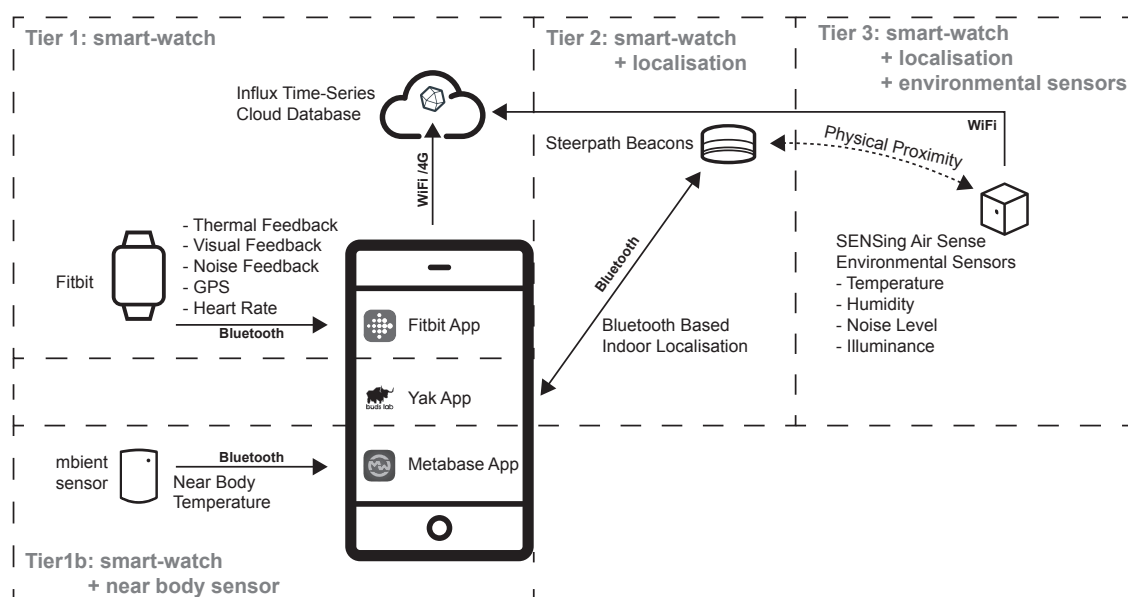 Tier 1: smart-watch
Influx Time-Series
Cloud Database
WiFi /4G
- Thermal Feedback
- Visual Feedback
- Noise Feedback
- GPS
- Heart Rate
Fitbit
Bluetooth
Fitbit App
buds lab
Yak App
mbient
sensor
Bluetooth
Near Body
Temperature
MW
Metabase App
Tier1b: smart-watch
+ near body sensor
Tier 2: smart-watch
+ localisation
Steerpath Beacons
Bluetooth
Bluetooth Based
Indoor Localisation
Tier 3: smart-watch
+ localisation
+ environmental sensors
WiFi
Physical Proximity
SENSing Air Sense
Environmental Sensors
- Temperature
- Humidity
- Noise Level
- Illuminance